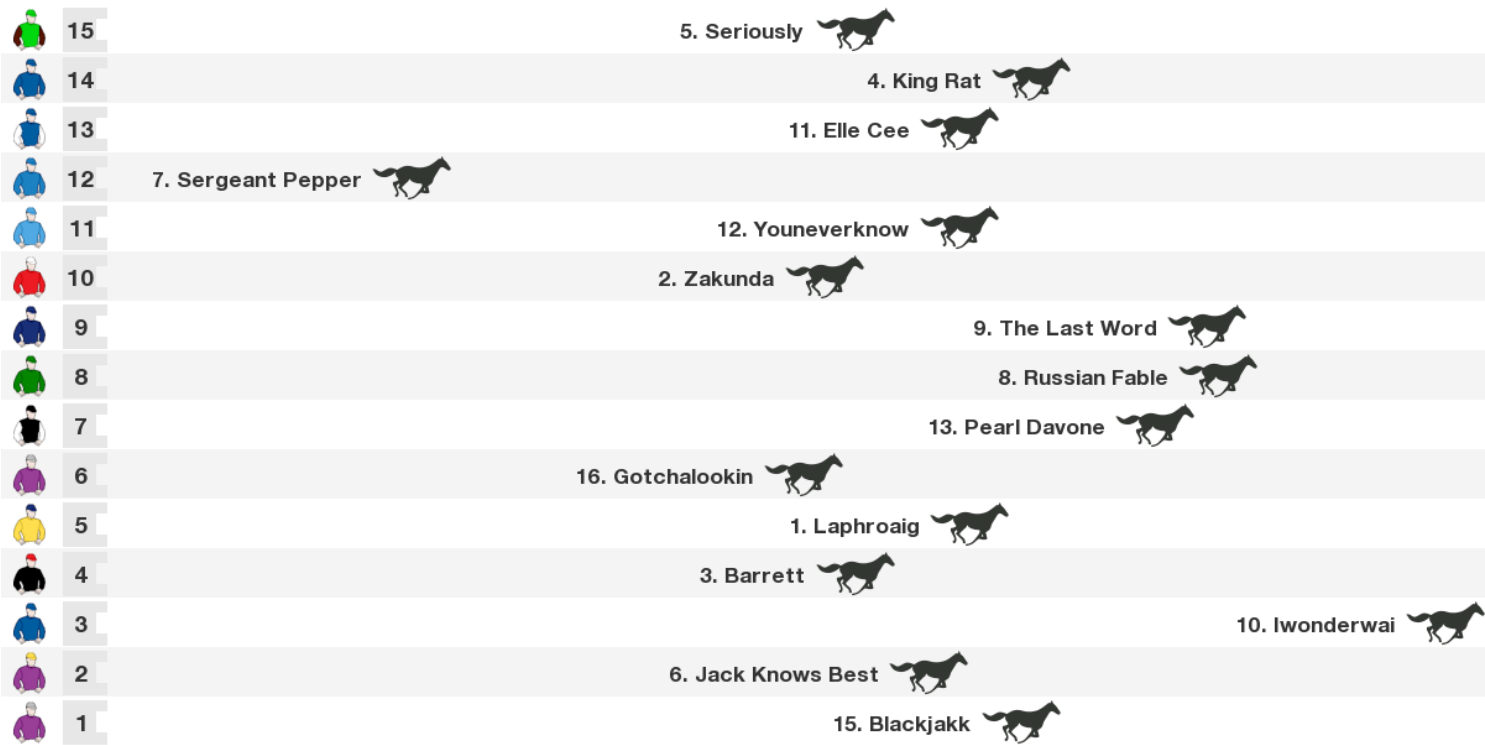 15 5. Seriously
14 4. King Rat
13 11. Elle Cee
12 7. Sergeant Pepper
11 12. Youneverknow
10 2. Zakunda
9 9. The Last Word
8 8. Russian Fable
7 13. Pearl Davone
6 16. Gotchalookin
5 1. Laphroaig
4 3. Barrett
3 10. Iwonderwai
2 6. Jack Knows Best
1 15. Blackjakk